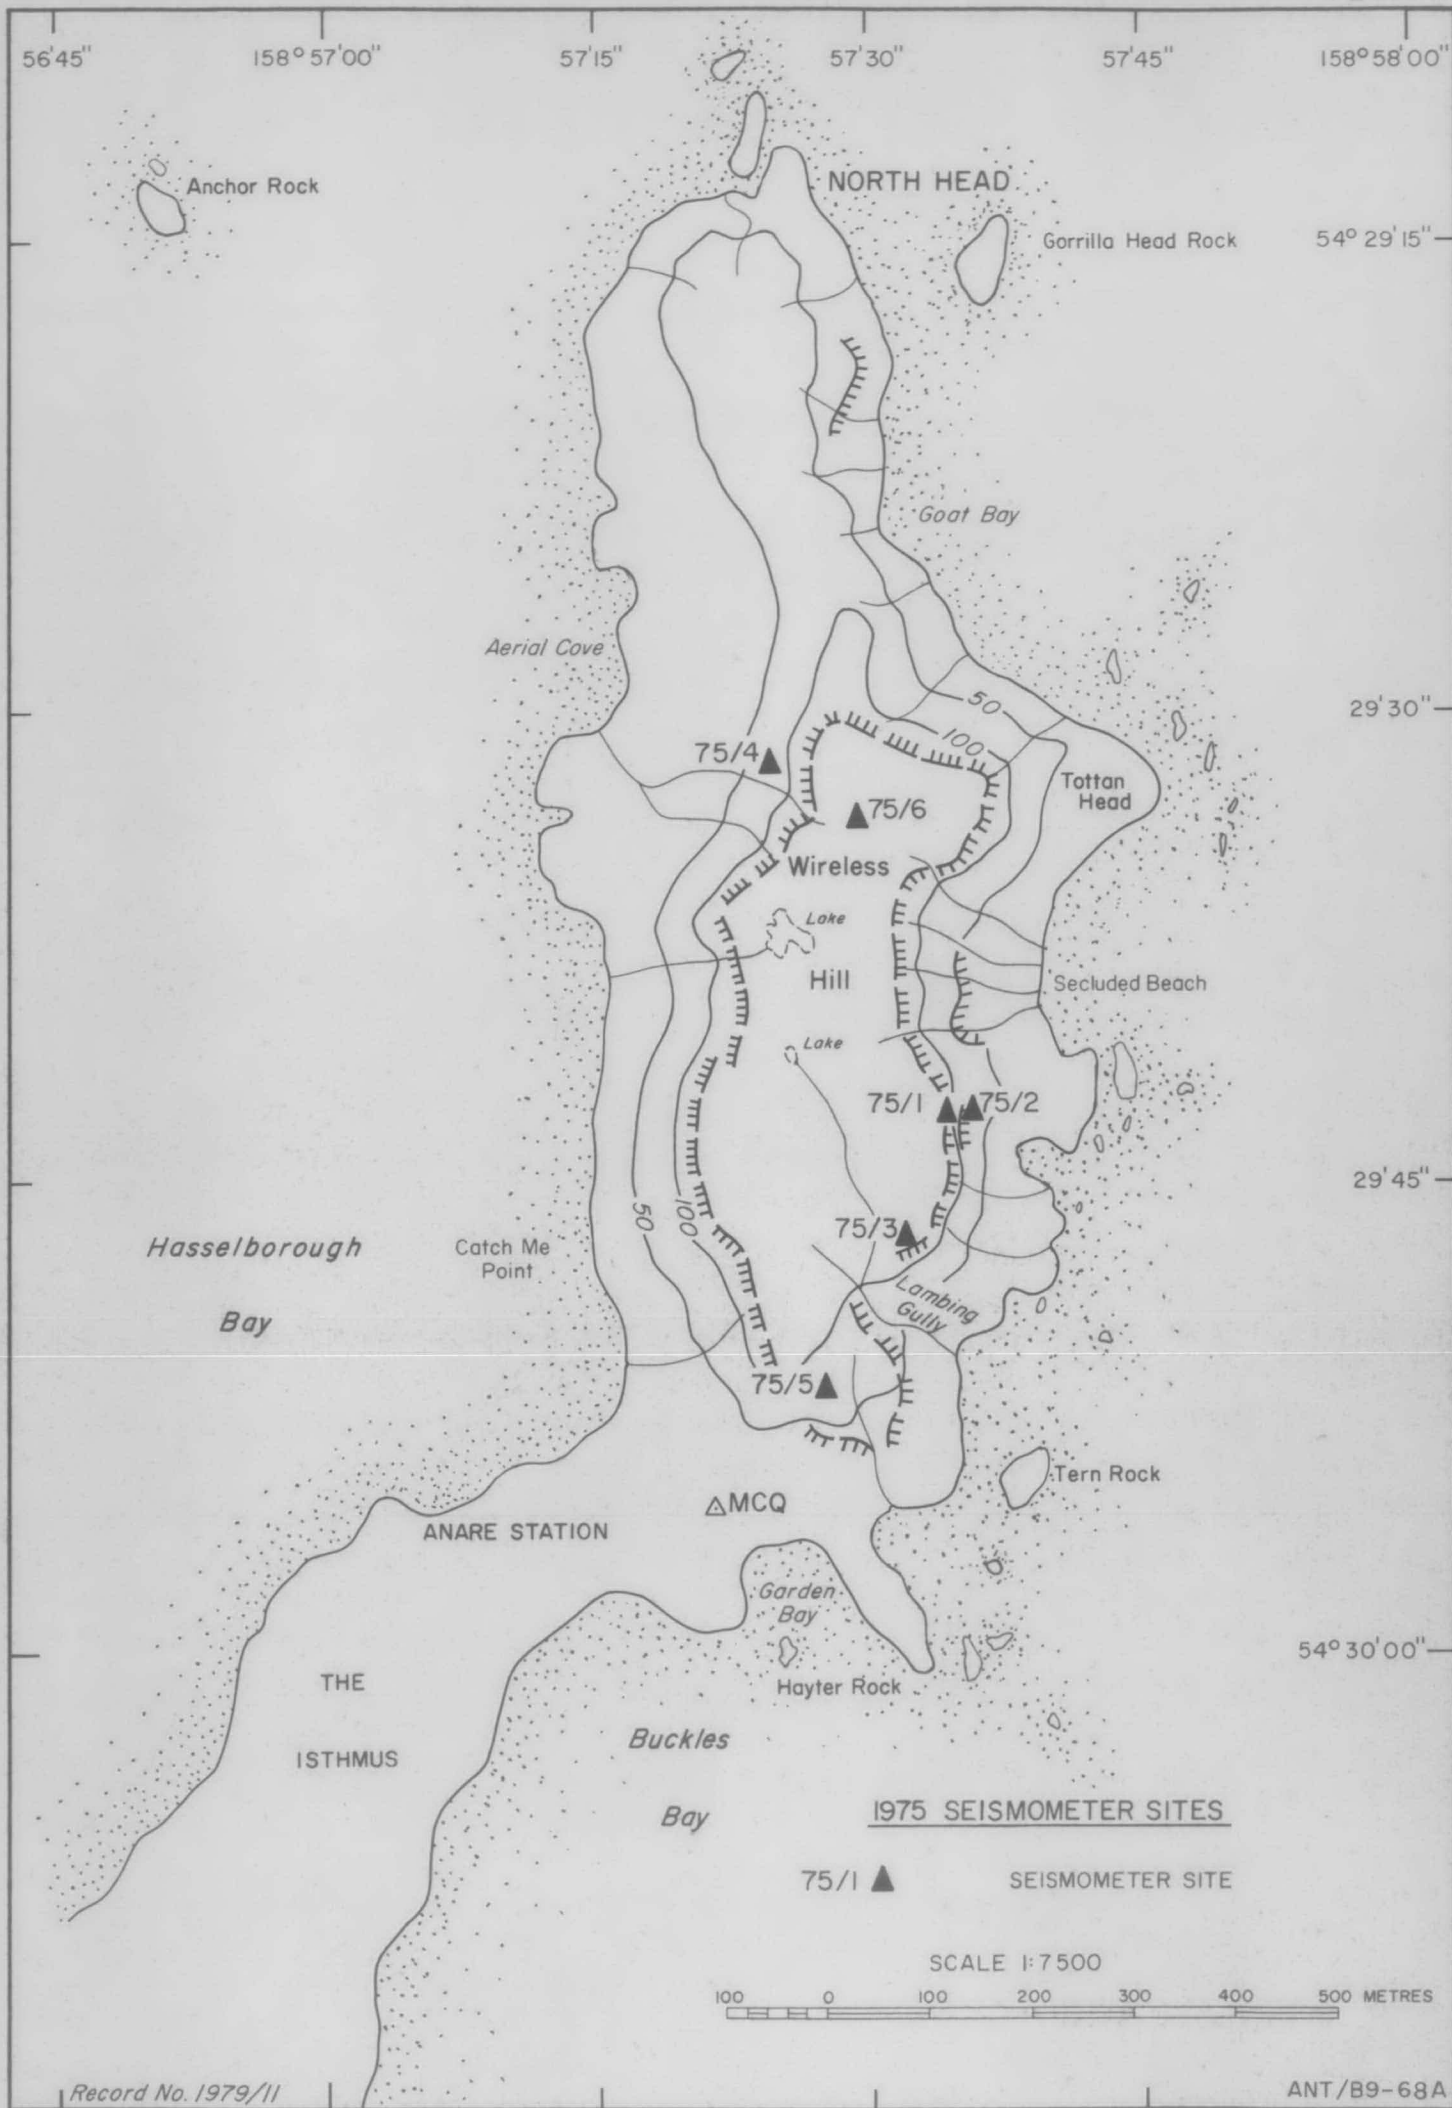 56'45"
158°57'00"
57'15"
57'30"
57'45"
158°58'00"
Anchor Rock
NORTH HEAD
Gorrilla Head Rock
54° 29'15"
Goat Bay
Aerial Cove
50
29'30"
100
75/4
Tottan
Head
75/6
Wireless
Lake
Hill
Secluded Beach
Lake
75/1
75/2
29'45"
50
100
75/3
Hasselborough
Bay
Catch Me
Point
Lambing
Gully
75/5
Tern Rock
MCQ
ANARE STATION
Garden
Bay
54°30'00"
THE
ISTHMUS
Hayter Rock
Buckles
Bay
1975 SEISMOMETER SITES
75/1 SEISMOMETER SITE
SCALE 1:7500
100 0 100 200 300 400 500 METRES
Record No. 1979/11
ANT/B9-68A